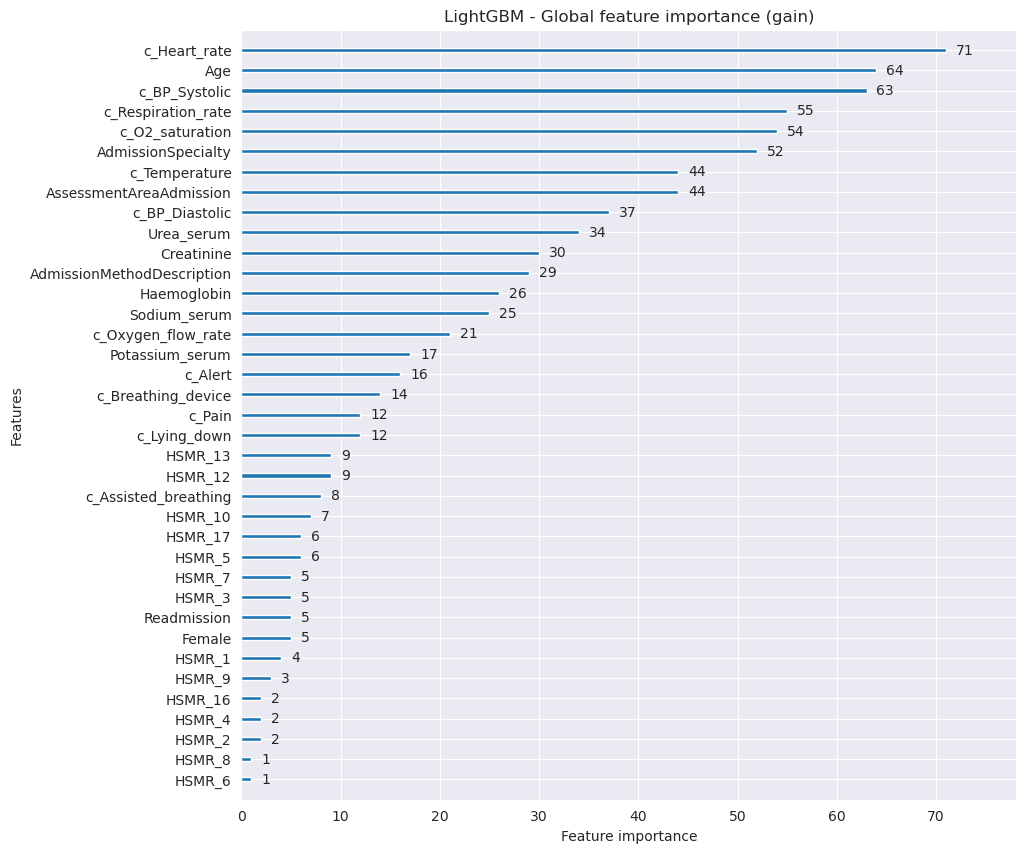 LightGBM - Global feature importance (gain)
c_Heart_rate 71
Age 64
c_BP_Systolic 63
c_Respiration_rate 55
c_O2_saturation 54
AdmissionSpecialty 52
c_Temperature 44
AssessmentAreaAdmission 44
c_BP_Diastolic 37
Urea_serum 34
Creatinine 30
AdmissionMethodDescription 29
Haemoglobin 26
Sodium_serum 25
c_Oxygen_flow_rate 21
Potassium_serum 17
c_Alert 16
c_Breathing_device 14
c_Pain 12
c_Lying_down 12
HSMR_13 9
HSMR_12 9
c_Assisted_breathing 8
HSMR_10 7
HSMR_17 6
HSMR_5 6
HSMR_7 5
HSMR_3 5
Readmission 5
Female 5
HSMR_1 4
HSMR_9 3
HSMR_16 2
HSMR_4 2
HSMR_2 2
HSMR_8 1
HSMR_6 1
Features
0 10 20 30 40 50 60 70
Feature importance